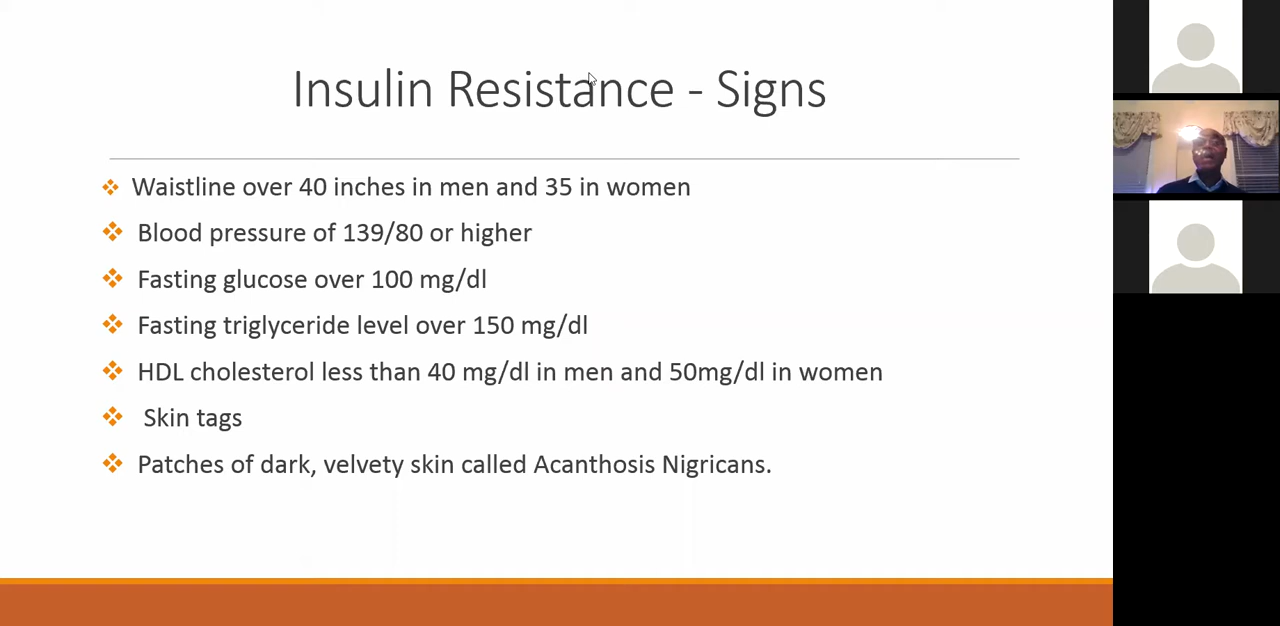 Insulin Resistance - Signs
Waistline over 40 inches in men and 35 in women
Blood pressure of 139/80 or higher
Fasting glucose over 100 mg/dl
Fasting triglyceride level over 150 mg/dl
HDL cholesterol less than 40 mg/dl in men and 50mg/dl in women
Skin tags
Patches of dark, velvety skin called Acanthosis Nigricans.